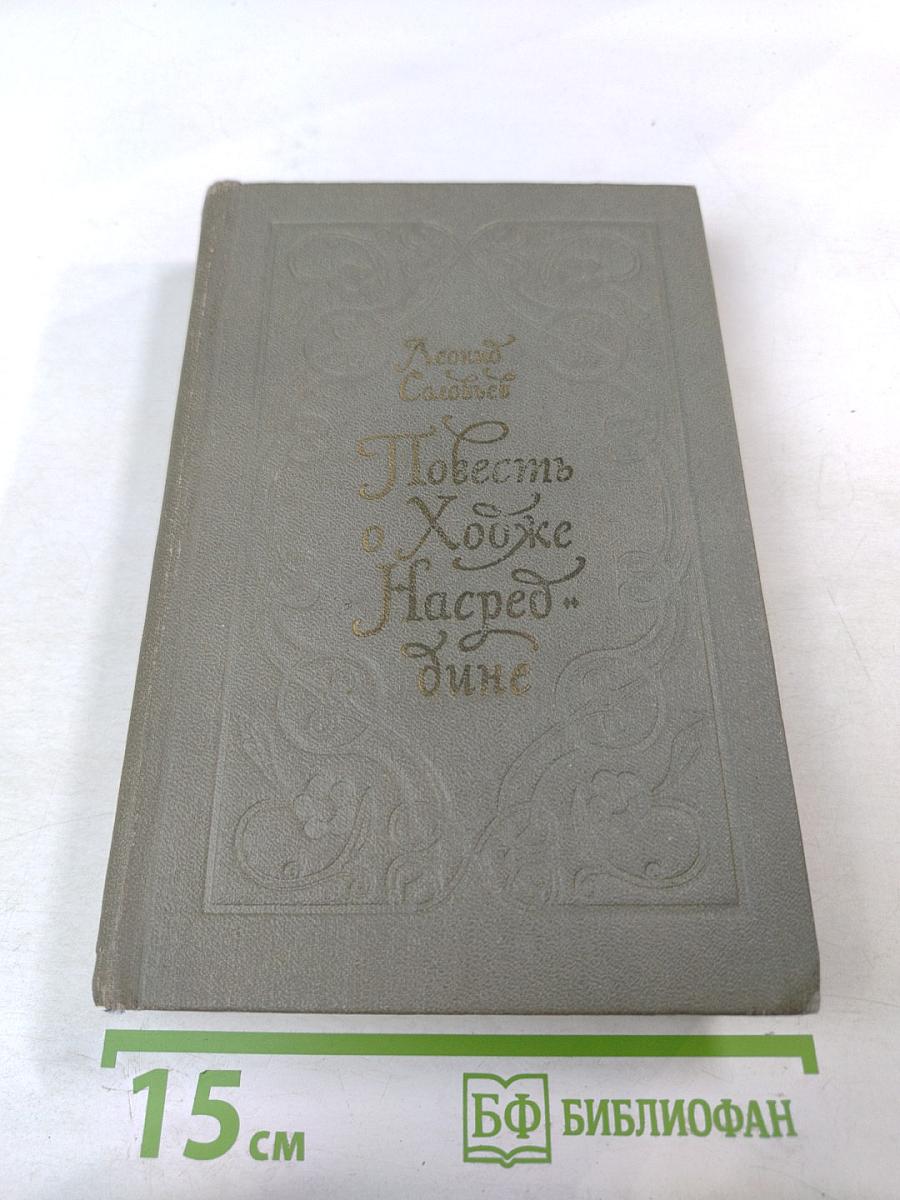 Леонид
Соловьев
Повесть
о Ходже
Насред-
дине
15 см
БФ БИБЛИОФАН